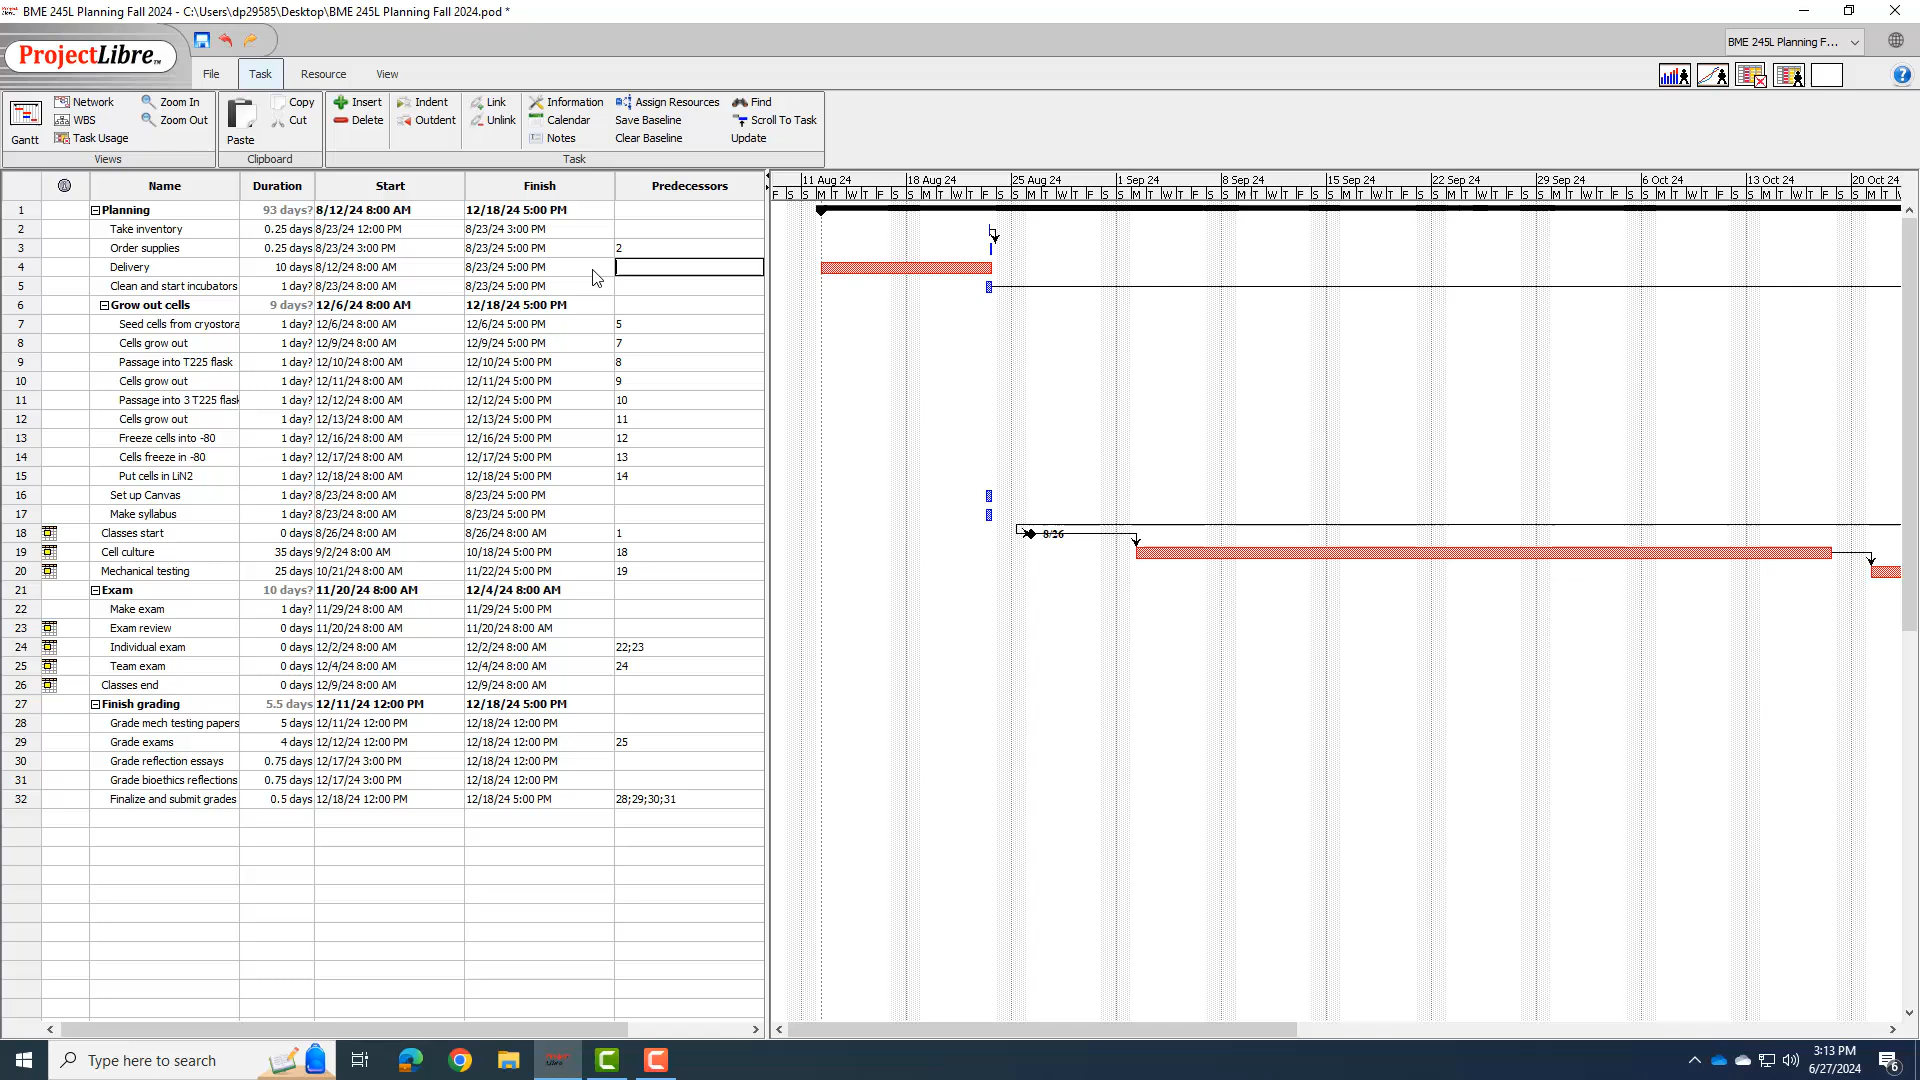 BME 245L Planning Fall 2024 - C:\Users\dp29585\Desktop\BME 245L Planning Fall 2024.pod *
ProjectLibre
BME 245L Planning F...
File Task Resource View
Gantt
Network
WBS
Task Usage
Zoom In
Zoom Out
Views
Paste
Copy
Cut
Clipboard
Insert
Delete
Indent
Outdent
Link
Unlink
Information
Calendar
Notes
Assign Resources
Save Baseline
Clear Baseline
Find
Scroll To Task
Update
Task
Name Duration Start Finish Predecessors
1 Planning 93 days? 8/12/24 8:00 AM 12/18/24 5:00 PM
2 Take inventory 0.25 days 8/23/24 12:00 PM 8/23/24 3:00 PM
3 Order supplies 0.25 days 8/23/24 3:00 PM 8/23/24 5:00 PM 2
4 Delivery 10 days 8/12/24 8:00 AM 8/23/24 5:00 PM
5 Clean and start incubators 1 day? 8/23/24 8:00 AM 8/23/24 5:00 PM
6 Grow out cells 9 days? 12/6/24 8:00 AM 12/18/24 5:00 PM
7 Seed cells from cryostora 1 day? 12/6/24 8:00 AM 12/6/24 5:00 PM 5
8 Cells grow out 1 day? 12/9/24 8:00 AM 12/9/24 5:00 PM 7
9 Passage into T225 flask 1 day? 12/10/24 8:00 AM 12/10/24 5:00 PM 8
10 Cells grow out 1 day? 12/11/24 8:00 AM 12/11/24 5:00 PM 9
11 Passage into 3 T225 flask 1 day? 12/12/24 8:00 AM 12/12/24 5:00 PM 10
12 Cells grow out 1 day? 12/13/24 8:00 AM 12/13/24 5:00 PM 11
13 Freeze cells into -80 1 day? 12/16/24 8:00 AM 12/16/24 5:00 PM 12
14 Cells freeze in -80 1 day? 12/17/24 8:00 AM 12/17/24 5:00 PM 13
15 Put cells in LiN2 1 day? 12/18/24 8:00 AM 12/18/24 5:00 PM 14
16 Set up Canvas 1 day? 8/23/24 8:00 AM 8/23/24 5:00 PM
17 Make syllabus 1 day? 8/23/24 8:00 AM 8/23/24 5:00 PM
18 Classes start 0 days 8/26/24 8:00 AM 8/26/24 8:00 AM 1
19 Cell culture 35 days 9/2/24 8:00 AM 10/18/24 5:00 PM 18
20 Mechanical testing 25 days 10/21/24 8:00 AM 11/22/24 5:00 PM 19
21 Exam 10 days? 11/20/24 8:00 AM 12/4/24 8:00 AM
22 Make exam 1 day? 11/29/24 8:00 AM 11/29/24 5:00 PM
23 Exam review 0 days 11/20/24 8:00 AM 11/20/24 8:00 AM
24 Individual exam 0 days 12/2/24 8:00 AM 12/2/24 8:00 AM 22;23
25 Team exam 0 days 12/4/24 8:00 AM 12/4/24 8:00 AM 24
26 Classes end 0 days 12/9/24 8:00 AM 12/9/24 8:00 AM
27 Finish grading 5.5 days 12/11/24 12:00 PM 12/18/24 5:00 PM
28 Grade mech testing papers 5 days 12/11/24 12:00 PM 12/18/24 12:00 PM
29 Grade exams 4 days 12/12/24 12:00 PM 12/18/24 12:00 PM 25
30 Grade reflection essays 0.75 days 12/17/24 3:00 PM 12/18/24 12:00 PM
31 Grade bioethics reflections 0.75 days 12/17/24 3:00 PM 12/18/24 12:00 PM
32 Finalize and submit grades 0.5 days 12/18/24 12:00 PM 12/18/24 5:00 PM 28;29;30;31
11 Aug 24 18 Aug 24 25 Aug 24 1 Sep 24 8 Sep 24 15 Sep 24 22 Sep 24 29 Sep 24 6 Oct 24 13 Oct 24 20 Oct 24
F S S M T W T F S S M T W T F S S M T W T F S S M T W T F S S M T W T F S S M T W T F S S M T W T F S S M T W T F S S M T W T F S S M T W T F S S M T W
8/26
Type here to search
3:13 PM
6/27/2024
6